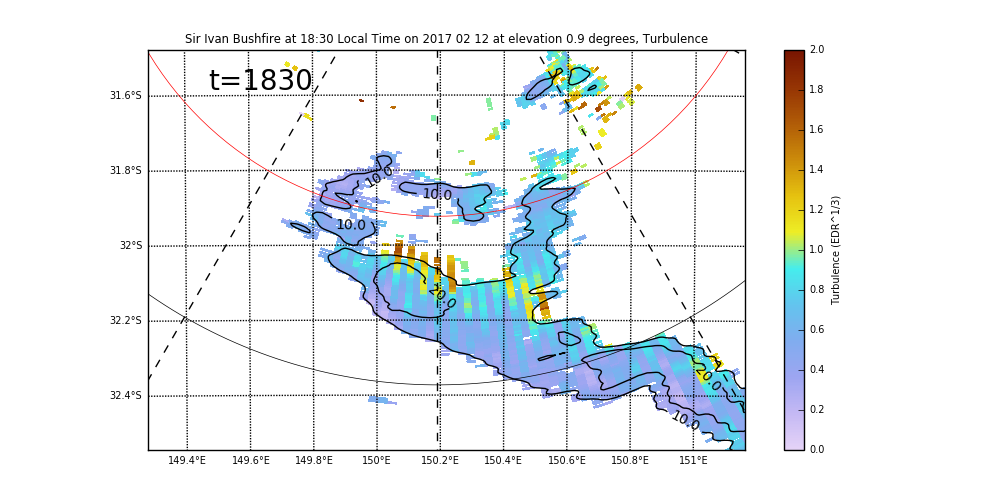 Sir Ivan Bushfire at 18:30 Local Time on 2017 02 12 at elevation 0.9 degrees, Turbulence
t=1830
31.6°S
31.8°S
32°S
32.2°S
32.4°S
10.0
10.0
10.0
20.0
20.0
10.0
149.4°E 149.6°E 149.8°E 150°E 150.2°E 150.4°E 150.6°E 150.8°E 151°E
2.0
1.8
1.6
1.4
1.2
1.0
0.8
0.6
0.4
0.2
0.0
Turbulence (EDR^1/3)